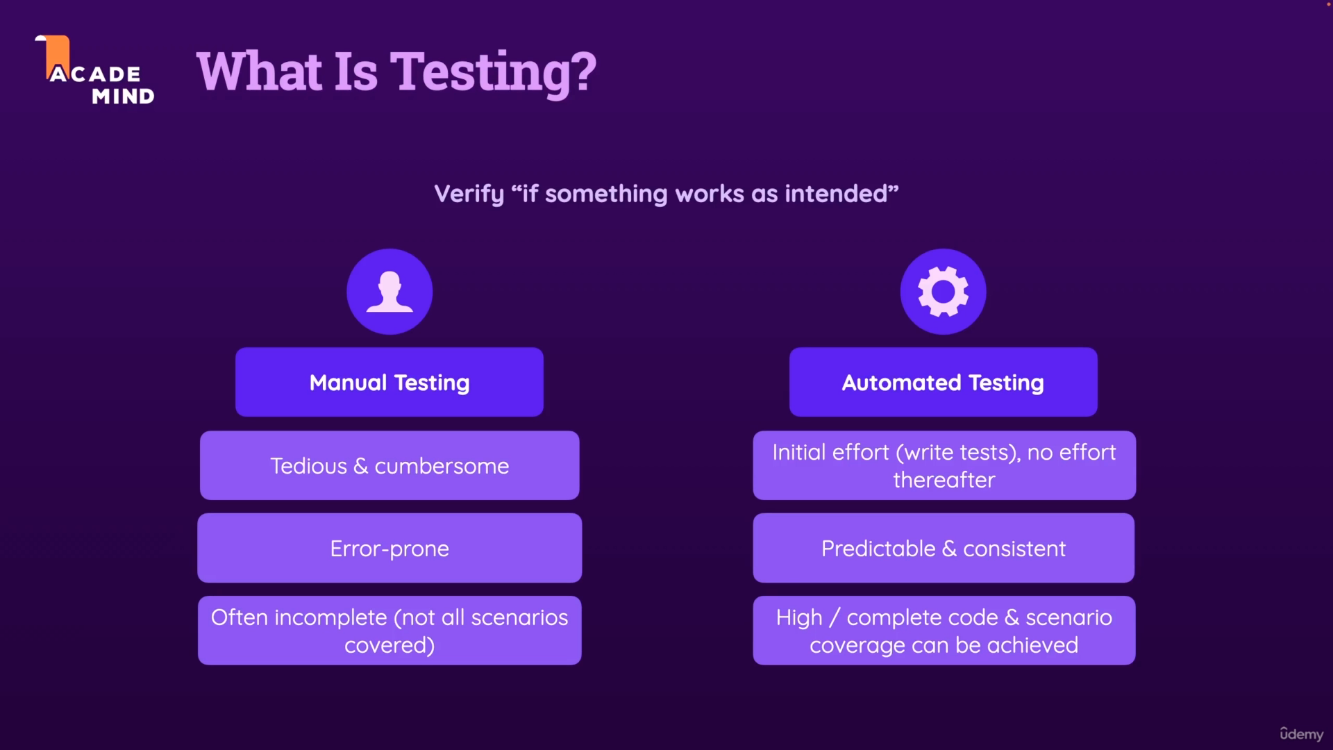 ACADE
MIND
What Is Testing?
Verify “if something works as intended”
Manual Testing
Tedious & cumbersome
Error-prone
Often incomplete (not all scenarios
covered)
Automated Testing
Initial effort (write tests), no effort
thereafter
Predictable & consistent
High / complete code & scenario
coverage can be achieved
ûdemy